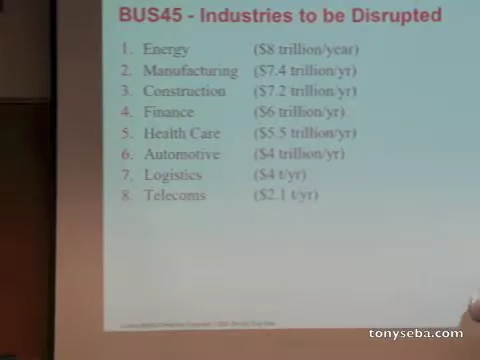 BUS45 - Industries to be Disrupted
1. Energy ($8 trillion/year)
2. Manufacturing ($7.4 trillion/yr)
3. Construction ($7.2 trillion/yr)
4. Finance ($6 trillion/yr)
5. Health Care ($5.5 trillion/yr)
6. Automotive ($4 trillion/yr)
7. Logistics ($4 t/yr)
8. Telecoms ($2.1 t/yr)
tonyseba.com